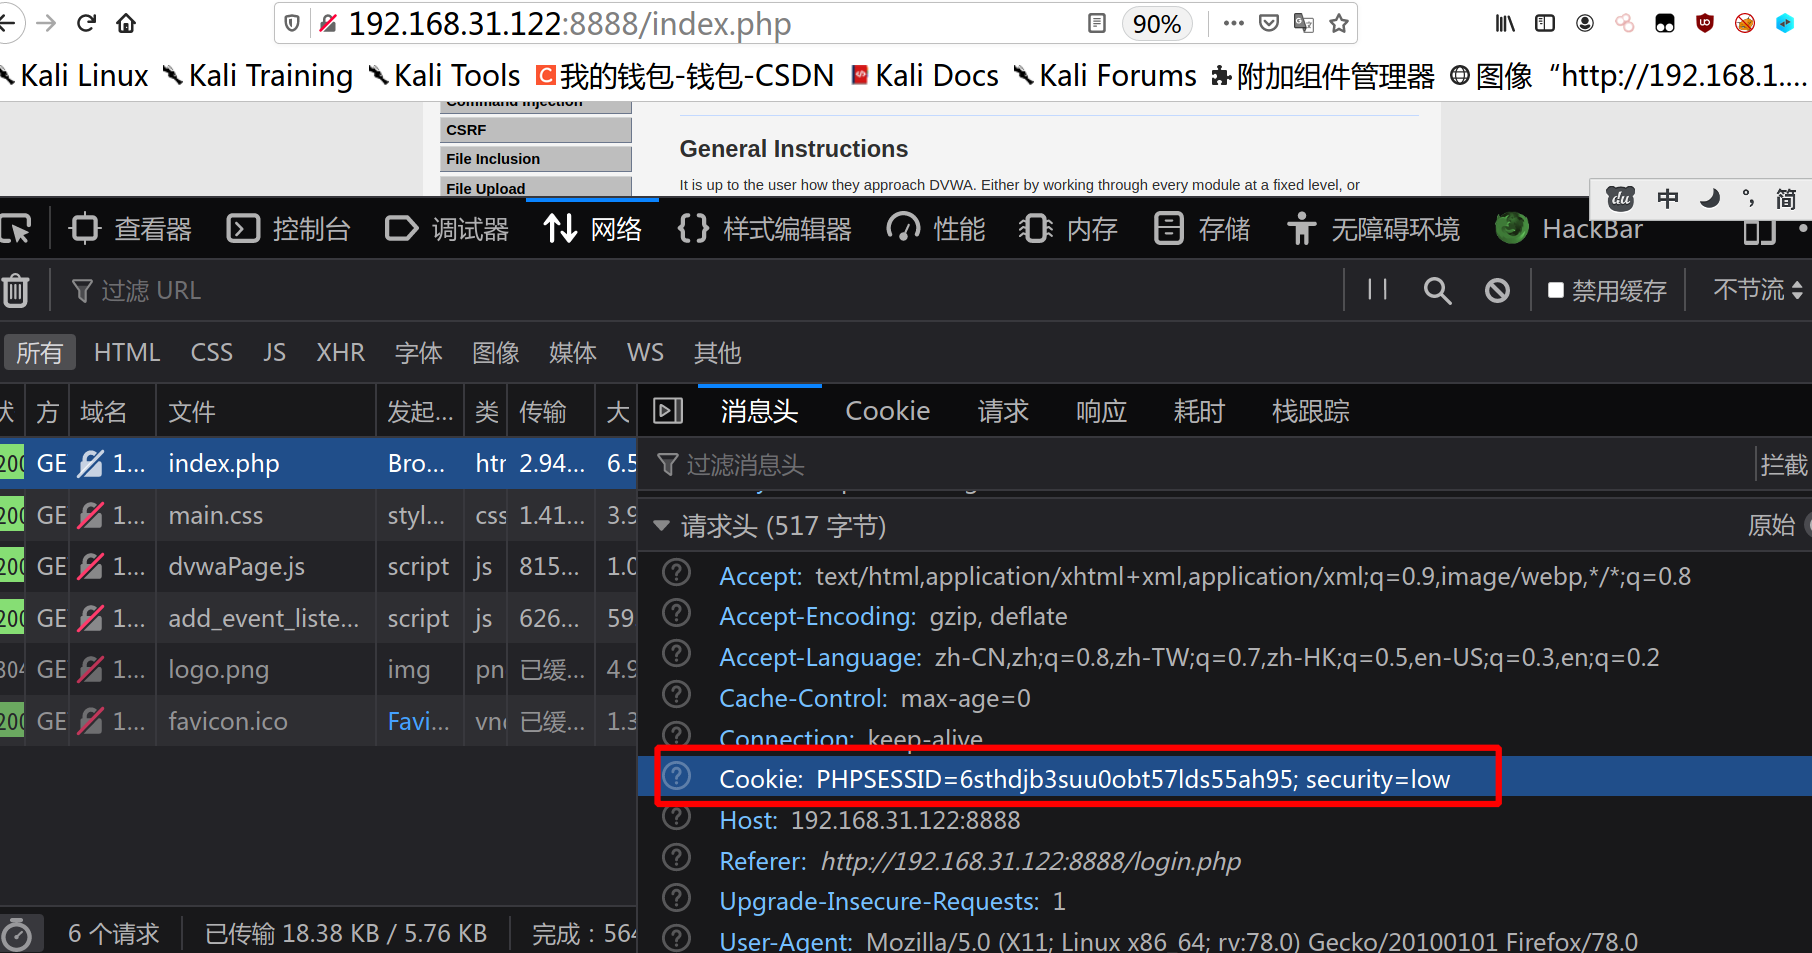 192.168.31.122:8888/index.php 90%
Kali Linux Kali Training Kali Tools 我的钱包-钱包-CSDN Kali Docs Kali Forums 附加组件管理器 图像 “http://192.168.1....
Command Injection
CSRF
File Inclusion
File Upload
General Instructions
It is up to the user how they approach DVWA. Either by working through every module at a fixed level, or
du 中 °, 简
查看器 控制台 调试器 网络 {} 样式编辑器 性能 内存 存储 无障碍环境 HackBar
过滤 URL 禁用缓存 不节流
所有 HTML CSS JS XHR 字体 图像 媒体 WS 其他
状 方 域名 文件 发起... 类 传输 大
消息头 Cookie 请求 响应 耗时 栈跟踪
200 GE 1... index.php Bro... htr 2.94... 6.5
200 GE 1... main.css styl... css 1.41... 3.9
200 GE 1... dvwaPage.js script js 815... 1.0
200 GE 1... add_event_liste... script js 626... 59
304 GE 1... logo.png img pn 已缓... 4.9
200 GE 1... favicon.ico Favi... vnd 已缓... 1.3
6 个请求 已传输 18.38 KB / 5.76 KB 完成：564
过滤消息头 拦截
请求头 (517 字节) 原始
Accept: text/html,application/xhtml+xml,application/xml;q=0.9,image/webp,*/*;q=0.8
Accept-Encoding: gzip, deflate
Accept-Language: zh-CN,zh;q=0.8,zh-TW;q=0.7,zh-HK;q=0.5,en-US;q=0.3,en;q=0.2
Cache-Control: max-age=0
Connection: keep-alive
Cookie: PHPSESSID=6sthdjb3suu0obt57lds55ah95; security=low
Host: 192.168.31.122:8888
Referer: http://192.168.31.122:8888/login.php
Upgrade-Insecure-Requests: 1
User-Agent: Mozilla/5.0 (X11; Linux x86_64; rv:78.0) Gecko/20100101 Firefox/78.0